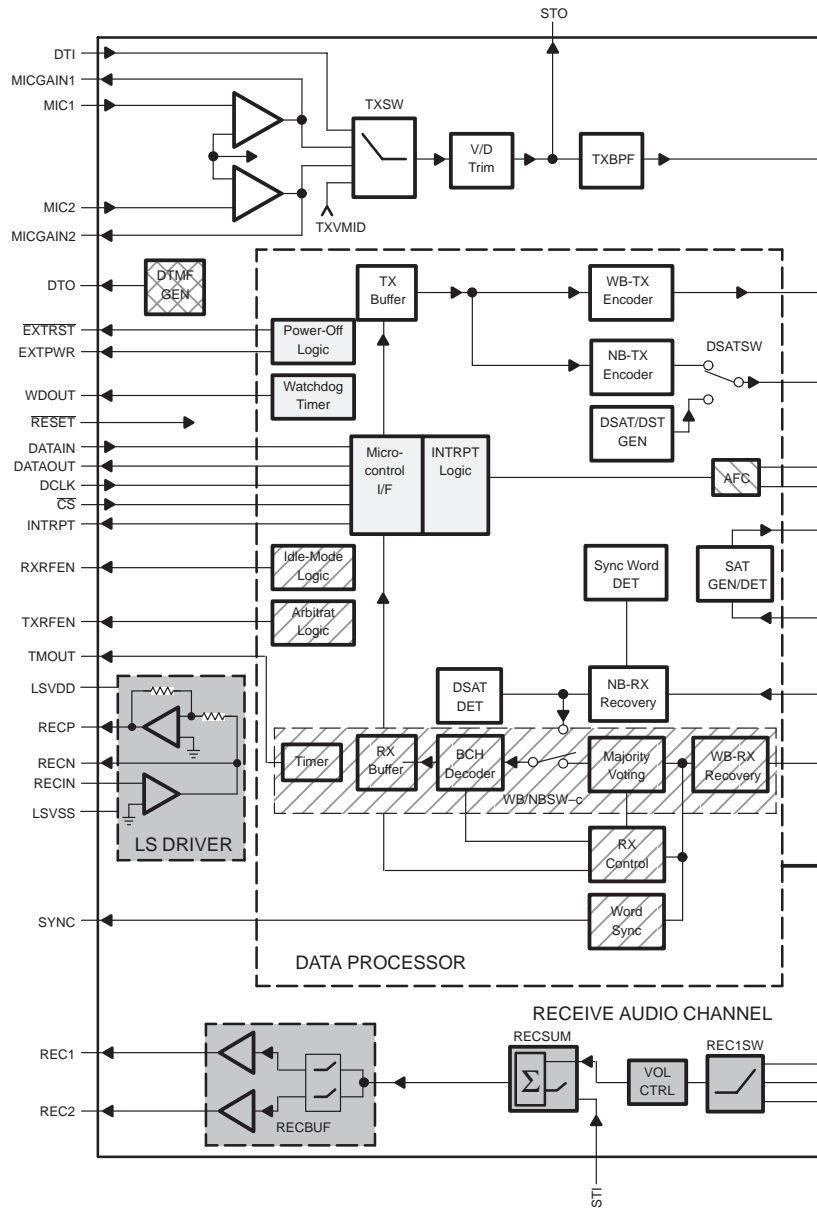 STO
DTI
MICGAIN1
MIC1
TXSW
V/D
Trim
TXBPF
MIC2
TXVMID
MICGAIN2
DTO
DTMF
GEN
TX
Buffer
WB-TX
Encoder
EXTRST
EXTPWR
Power-Off
Logic
NB-TX
Encoder
DSATSW
WDOUT
Watchdog
Timer
DSAT/DST
GEN
RESET
DATAIN
DATAOUT
DCLK
CS
INTRPT
Micro-
control
I/F
INTRPT
Logic
AFC
RXRFEN
Idle-Mode
Logic
Sync Word
DET
SAT
GEN/DET
TXRFEN
Arbitrat
Logic
TMOUT
LSVDD
RECP
RECN
RECIN
LSVSS
LS DRIVER
DSAT
DET
NB-RX
Recovery
Timer
RX
Buffer
BCH
Decoder
Majority
Voting
WB-RX
Recovery
WB/NBSW–c
RX
Control
SYNC
Word
Sync
DATA PROCESSOR
RECEIVE AUDIO CHANNEL
REC1
REC2
RECBUF
RECSUM
Σ
VOL
CTRL
REC1SW
STI